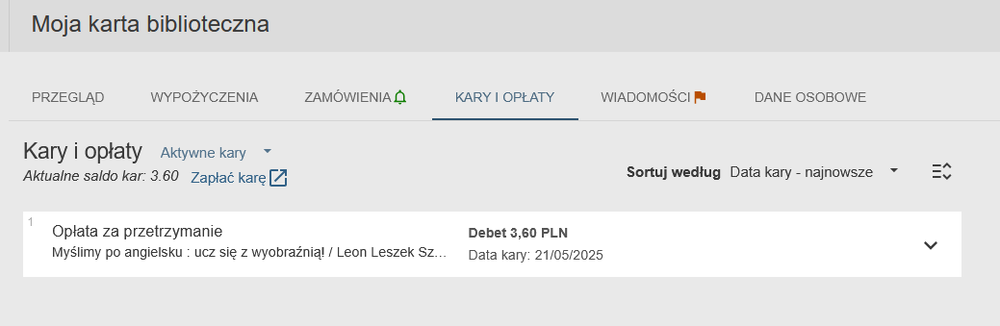 Moja karta biblioteczna
PRZEGLĄD WYPOŻYCZENIA ZAMÓWIENIA KARY I OPŁATY WIADOMOŚCI DANE OSOBOWE
Kary i opłaty Aktywne kary
Aktualne saldo kar: 3.60 Zapłać karę
Sortuj według Data kary - najnowsze
1
Opłata za przetrzymanie
Myślimy po angielsku : ucz się z wyobraźnią! / Leon Leszek Sz…
Debet 3,60 PLN
Data kary: 21/05/2025